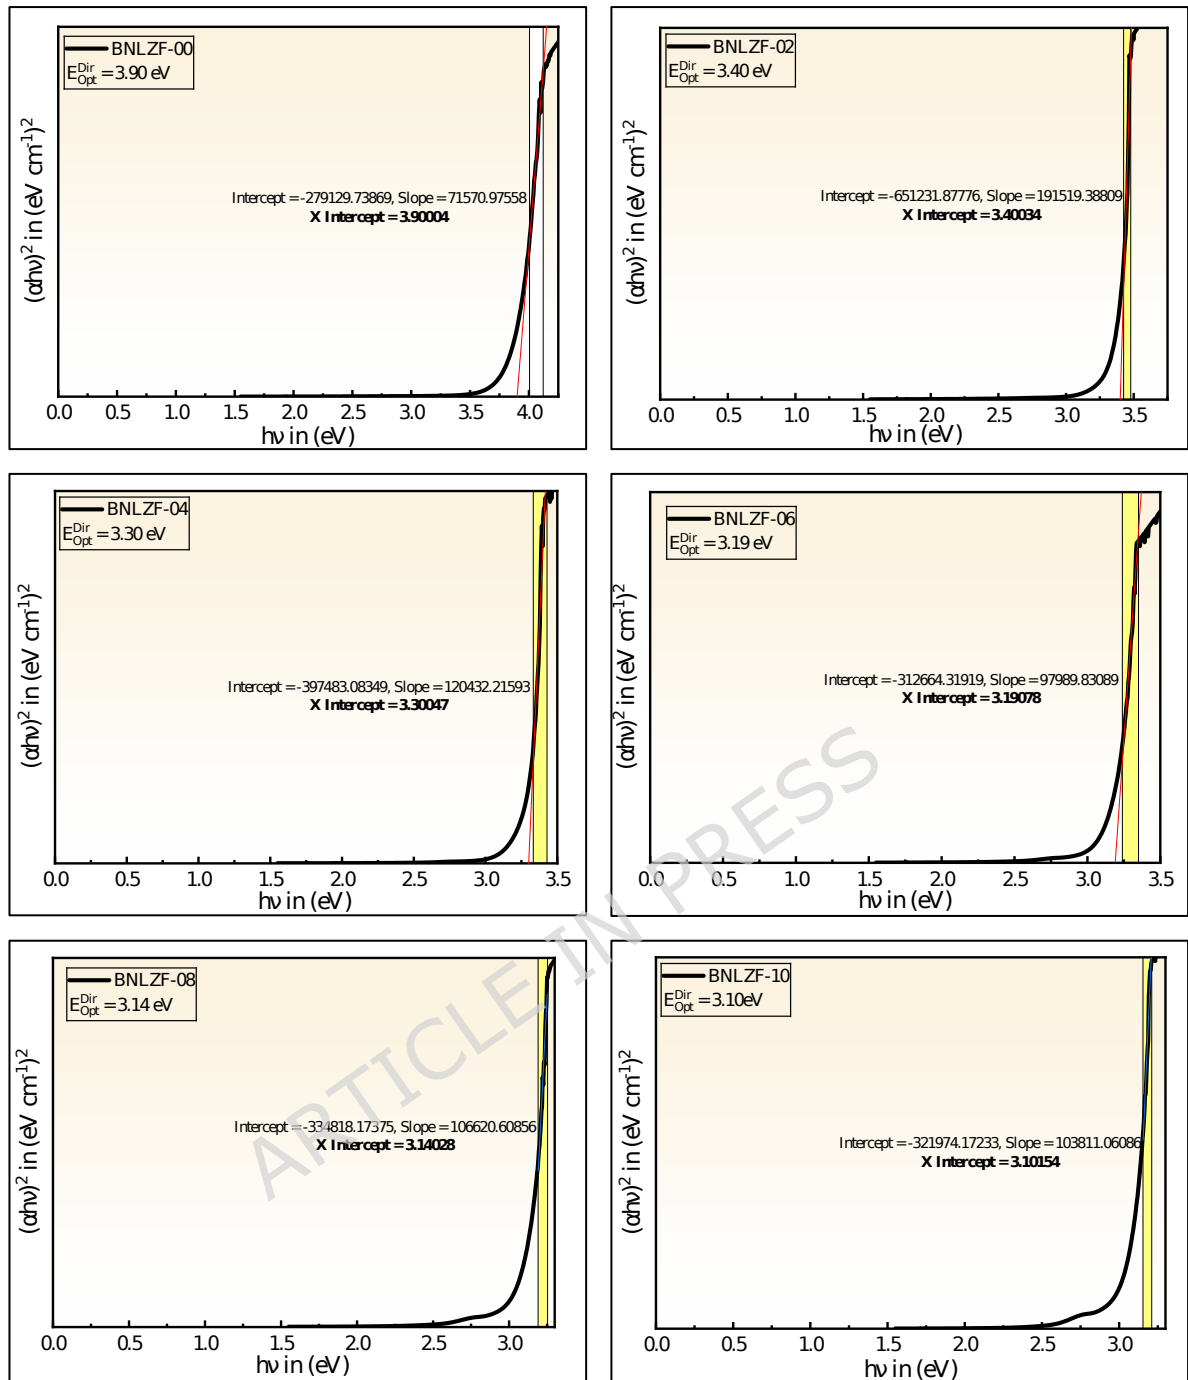 BNLZF-00
E_Opt^Dir = 3.90 eV
(αhν)² in (eV cm⁻¹)²
Intercept = -279129.73869, Slope = 71570.97558
X Intercept = 3.90004
0.0 0.5 1.0 1.5 2.0 2.5 3.0 3.5 4.0
hν in (eV)
BNLZF-02
E_Opt^Dir = 3.40 eV
(αhν)² in (eV cm⁻¹)²
Intercept = -651231.87776, Slope = 191519.38809
X Intercept = 3.40034
0.0 0.5 1.0 1.5 2.0 2.5 3.0 3.5
hν in (eV)
BNLZF-04
E_Opt^Dir = 3.30 eV
(αhν)² in (eV cm⁻¹)²
Intercept = -397483.08349, Slope = 120432.21593
X Intercept = 3.30047
0.0 0.5 1.0 1.5 2.0 2.5 3.0 3.5
hν in (eV)
BNLZF-06
E_Opt^Dir = 3.19 eV
(αhν)² in (eV cm⁻¹)²
Intercept = -312664.31919, Slope = 97989.83089
X Intercept = 3.19078
0.0 0.5 1.0 1.5 2.0 2.5 3.0 3.5
hν in (eV)
BNLZF-08
E_Opt^Dir = 3.14 eV
(αhν)² in (eV cm⁻¹)²
Intercept = -334818.17375, Slope = 106620.60856
X Intercept = 3.14028
0.0 0.5 1.0 1.5 2.0 2.5 3.0
hν in (eV)
BNLZF-10
E_Opt^Dir = 3.10eV
(αhν)² in (eV cm⁻¹)²
Intercept = -321974.17233, Slope = 103811.06086
X Intercept = 3.10154
0.0 0.5 1.0 1.5 2.0 2.5 3.0
hν in (eV)
ARTICLE IN PRESS